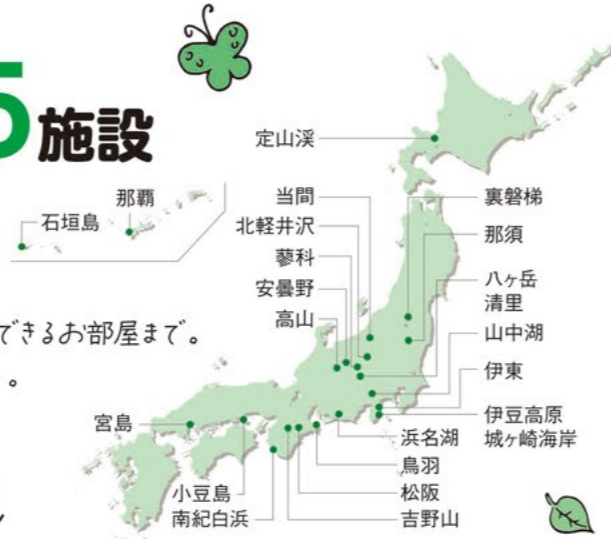 5施設
那覇
石垣島
できるお部屋まで。
。
定山渓
当間
北軽井沢
蓼科
安曇野
高山
宮島
小豆島
南紀白浜
裏磐梯
那須
八ヶ岳
清里
山中湖
伊東
伊豆高原
城ヶ崎海岸
浜名湖
鳥羽
松阪
吉野山